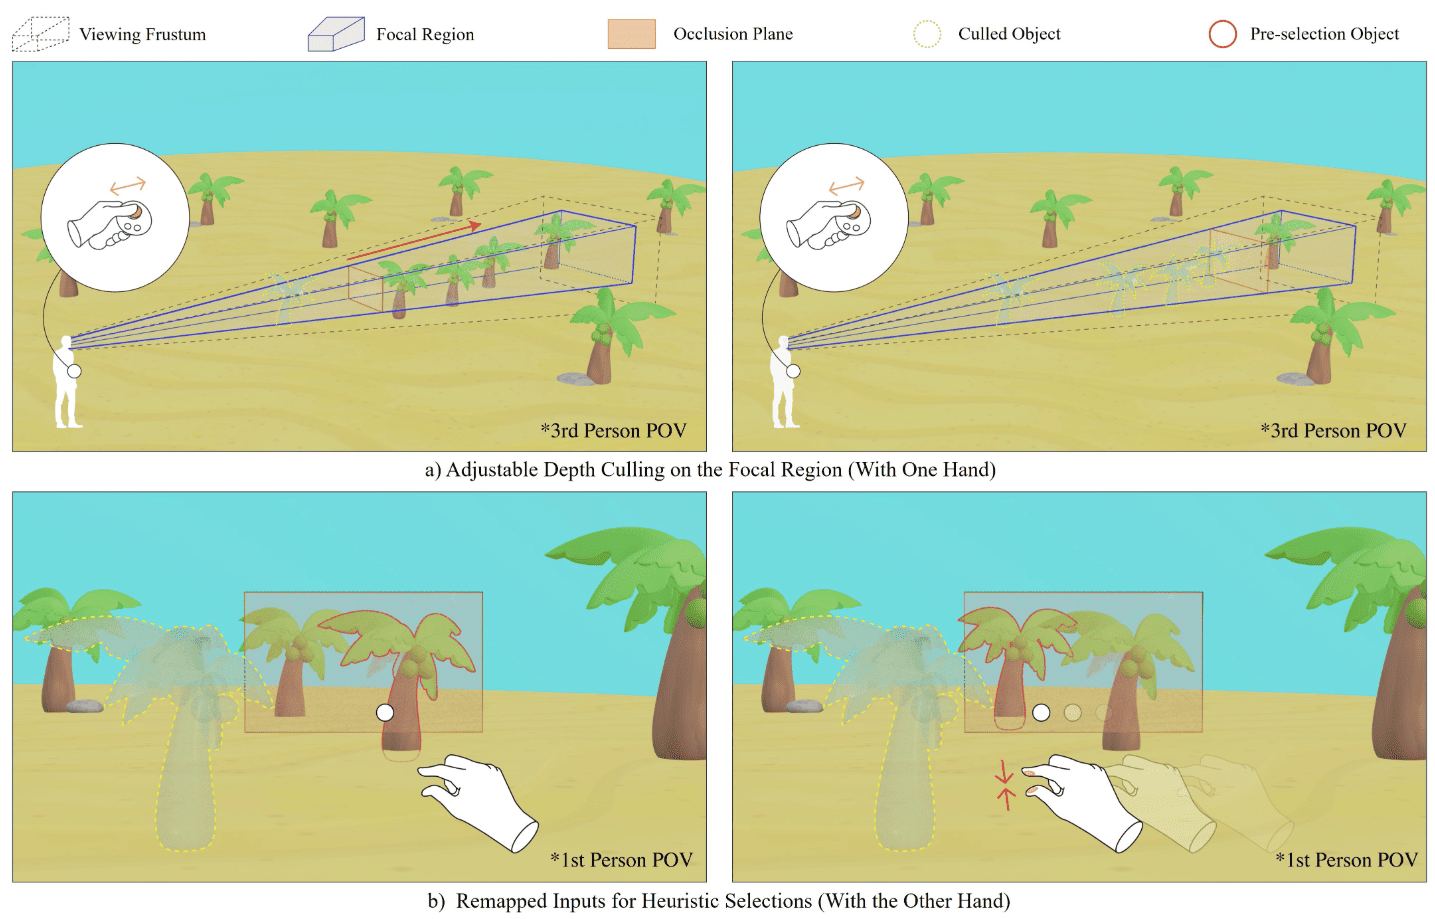 Viewing Frustum
Focal Region
Occlusion Plane
Culled Object
Pre-selection Object
*3rd Person POV
*3rd Person POV
a) Adjustable Depth Culling on the Focal Region (With One Hand)
*1st Person POV
*1st Person POV
b) Remapped Inputs for Heuristic Selections (With the Other Hand)